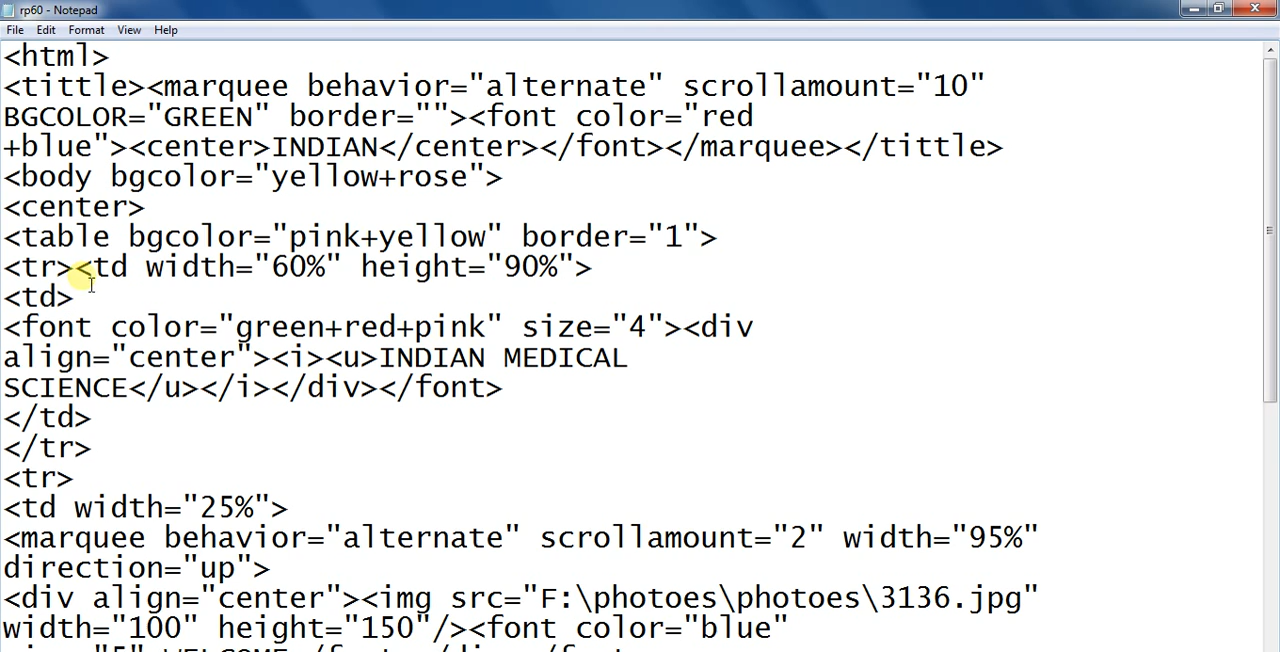 rp60 - Notepad
File Edit Format View Help
<html>
<tittle><marquee behavior="alternate" scrollamount="10"
BGCOLOR="GREEN" border=""><font color="red
+blue"><center>INDIAN</center></font></marquee></tittle>
<body bgcolor="yellow+rose">
<center>
<table bgcolor="pink+yellow" border="1">
<tr><td width="60%" height="90%">
<td>
<font color="green+red+pink" size="4"><div
align="center"><i><u>INDIAN MEDICAL
SCIENCE</u></i></div></font>
</td>
</tr>
<tr>
<td width="25%">
<marquee behavior="alternate" scrollamount="2" width="95%"
direction="up">
<div align="center"><img src="F:\photoes\photoes\3136.jpg"
width="100" height="150"/><font color="blue"